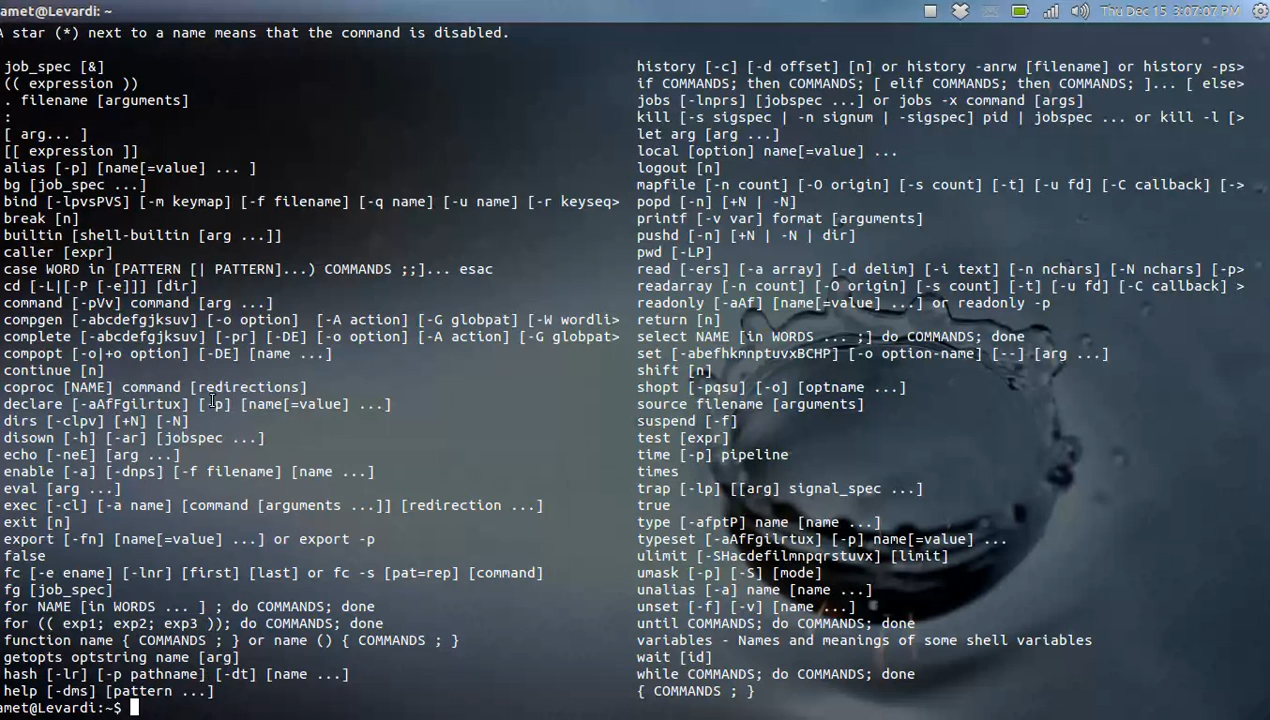 amet@Levardi: ~
Thu Dec 15, 3:07:07 PM
A star (*) next to a name means that the command is disabled.
job_spec [&]
(( expression ))
. filename [arguments]
:
[ arg... ]
[[ expression ]]
alias [-p] [name[=value] ... ]
bg [job_spec ...]
bind [-lpvsPVS] [-m keymap] [-f filename] [-q name] [-u name] [-r keyseq>
break [n]
builtin [shell-builtin [arg ...]]
caller [expr]
case WORD in [PATTERN [| PATTERN]...) COMMANDS ;;]... esac
cd [-L|[-P [-e]]] [dir]
command [-pVv] command [arg ...]
compgen [-abcdefgjksuv] [-o option]  [-A action] [-G globpat] [-W wordli>
complete [-abcdefgjksuv] [-pr] [-DE] [-o option] [-A action] [-G globpat>
compopt [-o|+o option] [-DE] [name ...]
continue [n]
coproc [NAME] command [redirections]
declare [-aAfFgilrtux] [-p] [name[=value] ...]
dirs [-clpv] [+N] [-N]
disown [-h] [-ar] [jobspec ...]
echo [-neE] [arg ...]
enable [-a] [-dnps] [-f filename] [name ...]
eval [arg ...]
exec [-cl] [-a name] [command [arguments ...]] [redirection ...]
exit [n]
export [-fn] [name[=value] ...] or export -p
false
fc [-e ename] [-lnr] [first] [last] or fc -s [pat=rep] [command]
fg [job_spec]
for NAME [in WORDS ... ] ; do COMMANDS; done
for (( exp1; exp2; exp3 )); do COMMANDS; done
function name { COMMANDS ; } or name () { COMMANDS ; }
getopts optstring name [arg]
hash [-lr] [-p pathname] [-dt] [name ...]
help [-dms] [pattern ...]
history [-c] [-d offset] [n] or history -anrw [filename] or history -ps>
if COMMANDS; then COMMANDS; [ elif COMMANDS; then COMMANDS; ]... [ else>
jobs [-lnprs] [jobspec ...] or jobs -x command [args]
kill [-s sigspec | -n signum | -sigspec] pid | jobspec ... or kill -l [>
let arg [arg ...]
local [option] name[=value] ...
logout [n]
mapfile [-n count] [-O origin] [-s count] [-t] [-u fd] [-C callback] [->
popd [-n] [+N | -N]
printf [-v var] format [arguments]
pushd [-n] [+N | -N | dir]
pwd [-LP]
read [-ers] [-a array] [-d delim] [-i text] [-n nchars] [-N nchars] [-p>
readarray [-n count] [-O origin] [-s count] [-t] [-u fd] [-C callback] >
readonly [-aAf] [name[=value] ...] or readonly -p
return [n]
select NAME [in WORDS ... ;] do COMMANDS; done
set [-abefhkmnptuvxBCHP] [-o option-name] [--] [arg ...]
shift [n]
shopt [-pqsu] [-o] [optname ...]
source filename [arguments]
suspend [-f]
test [expr]
time [-p] pipeline
times
trap [-lp] [[arg] signal_spec ...]
true
type [-afptP] name [name ...]
typeset [-aAfFgilrtux] [-p] name[=value] ...
ulimit [-SHacdefilmnpqrstuvx] [limit]
umask [-p] [-S] [mode]
unalias [-a] name [name ...]
unset [-f] [-v] [name ...]
until COMMANDS; do COMMANDS; done
variables - Names and meanings of some shell variables
wait [id]
while COMMANDS; do COMMANDS; done
{ COMMANDS ; }
amet@Levardi:~$